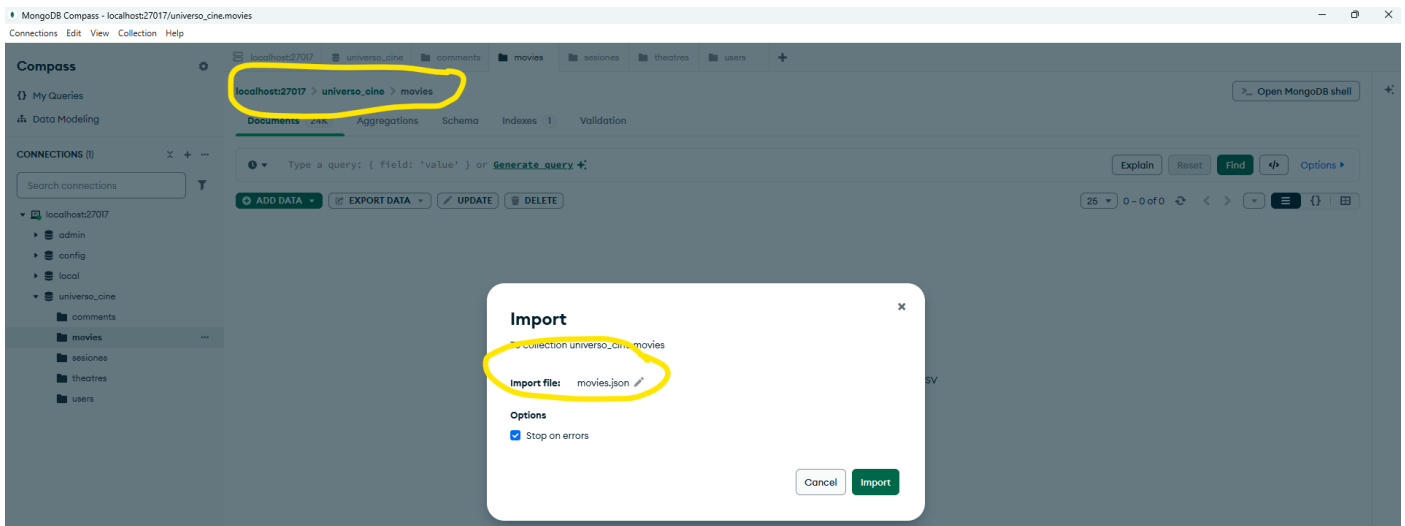 MongoDB Compass - localhost:27017/universo_cine.movies
Connections Edit View Collection Help
Compass
localhost:27017 universo_cine comments movies sesiones theatres users
localhost:27017 > universo_cine > movies
>_ Open MongoDB shell
{} My Queries
Data Modeling
Documents 24K Aggregations Schema Indexes 1 Validation
CONNECTIONS (1)
Type a query: { field: 'value' } or Generate query
Explain Reset Find </> Options
Search connections
ADD DATA EXPORT DATA UPDATE DELETE
25 0 – 0 of 0 {}
localhost:27017
admin
config
local
universo_cine
comments
movies
sesiones
theatres
users
Import
To collection universo_cine.movies
Import file: movies.json
SV
Options
Stop on errors
Cancel Import